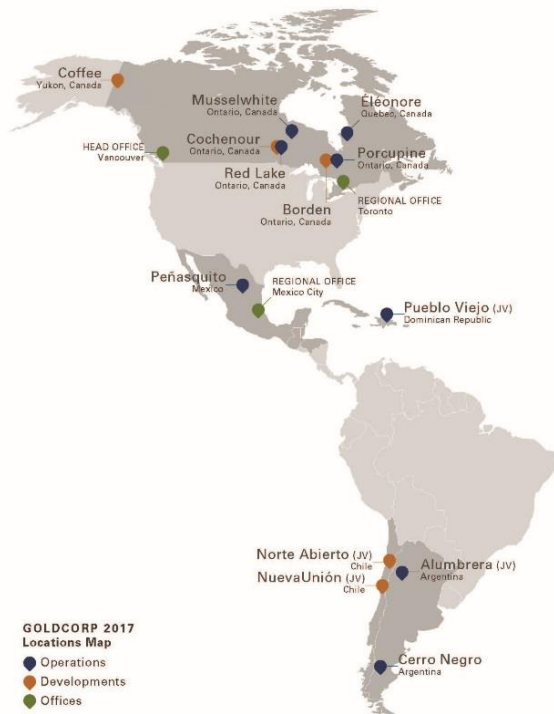 Coffee
Yukon, Canada
Musselwhite
Ontario, Canada
Éléonore
Quebec, Canada
HEAD OFFICE
Vancouver
Cochenour
Ontario, Canada
Porcupine
Ontario, Canada
Red Lake
Ontario, Canada
REGIONAL OFFICE
Toronto
Borden
Ontario, Canada
Peñasquito
Mexico
REGIONAL OFFICE
Mexico City
Pueblo Viejo (JV)
Dominican Republic
Norte Abierto (JV)
Chile
Alumbrera (JV)
Argentina
NuevaUnión (JV)
Chile
Cerro Negro
Argentina
GOLDCORP 2017
Locations Map
Operations
Developments
Offices